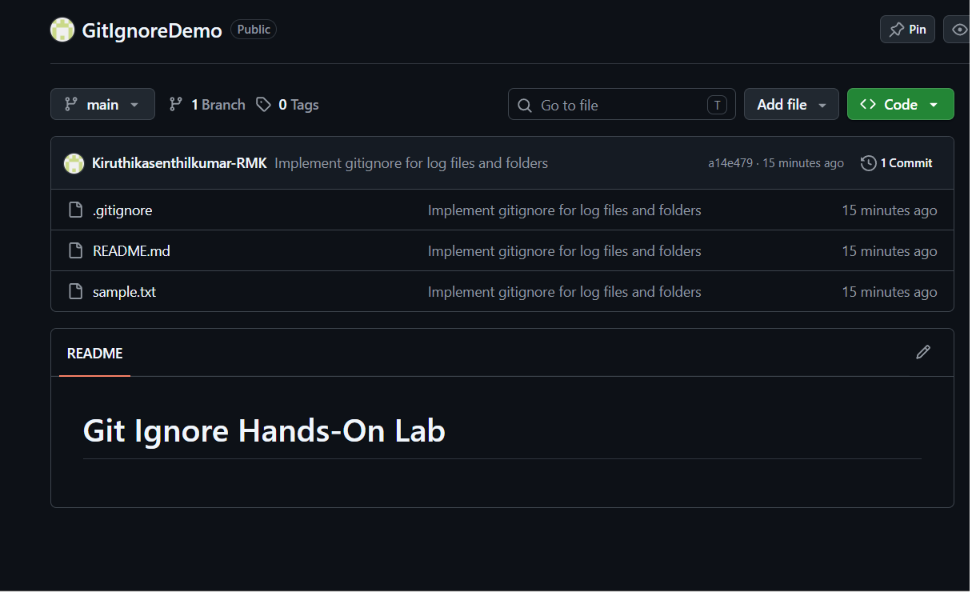 GitIgnoreDemo Public Pin
main 1 Branch 0 Tags Go to file T Add file Code
Kiruthikasenthilkumar-RMK Implement gitignore for log files and folders a14e479 · 15 minutes ago 1 Commit
.gitignore Implement gitignore for log files and folders 15 minutes ago
README.md Implement gitignore for log files and folders 15 minutes ago
sample.txt Implement gitignore for log files and folders 15 minutes ago
README
Git Ignore Hands-On Lab